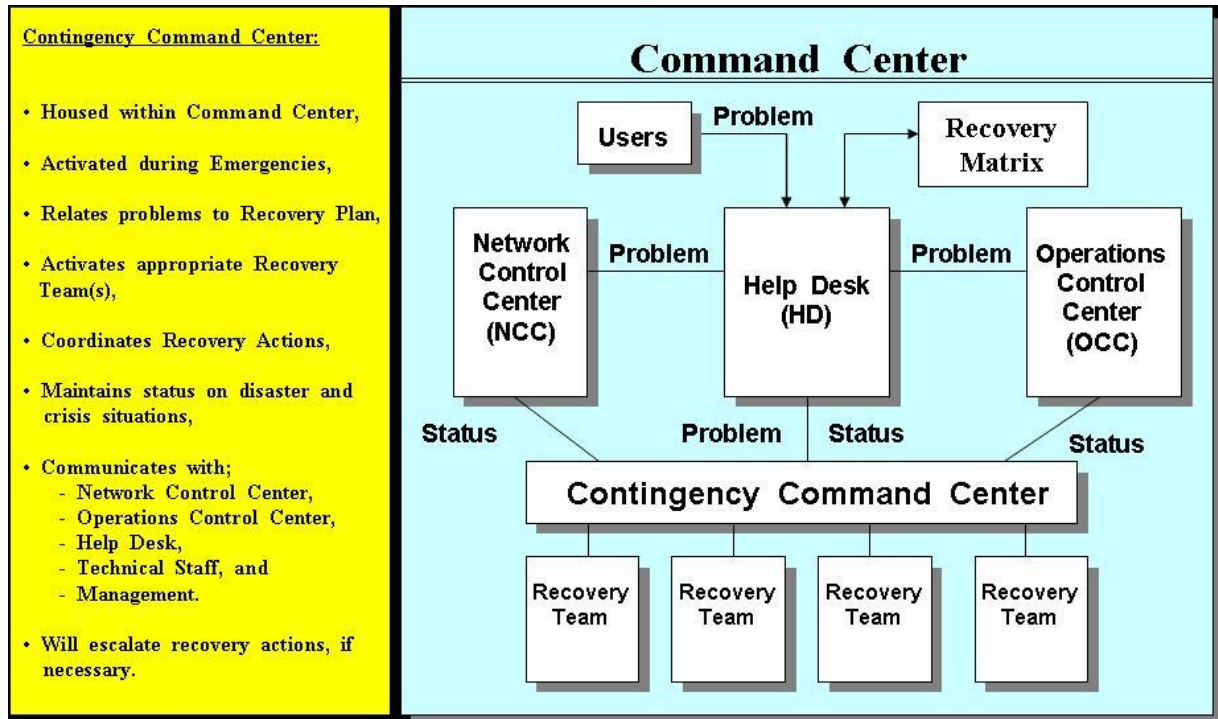 Contingency Command Center:
• Housed within Command Center,
• Activated during Emergencies,
• Relates problems to Recovery Plan,
• Activates appropriate Recovery
Team(s),
• Coordinates Recovery Actions,
• Maintains status on disaster and
crisis situations,
• Communicates with;
- Network Control Center,
- Operations Control Center,
- Help Desk,
- Technical Staff, and
- Management.
• Will escalate recovery actions, if
necessary.
Command Center
Users
Problem
Recovery
Matrix
Network
Control
Center
(NCC)
Problem
Help Desk
(HD)
Problem
Operations
Control
Center
(OCC)
Status
Problem
Status
Status
Contingency Command Center
Recovery
Team
Recovery
Team
Recovery
Team
Recovery
Team